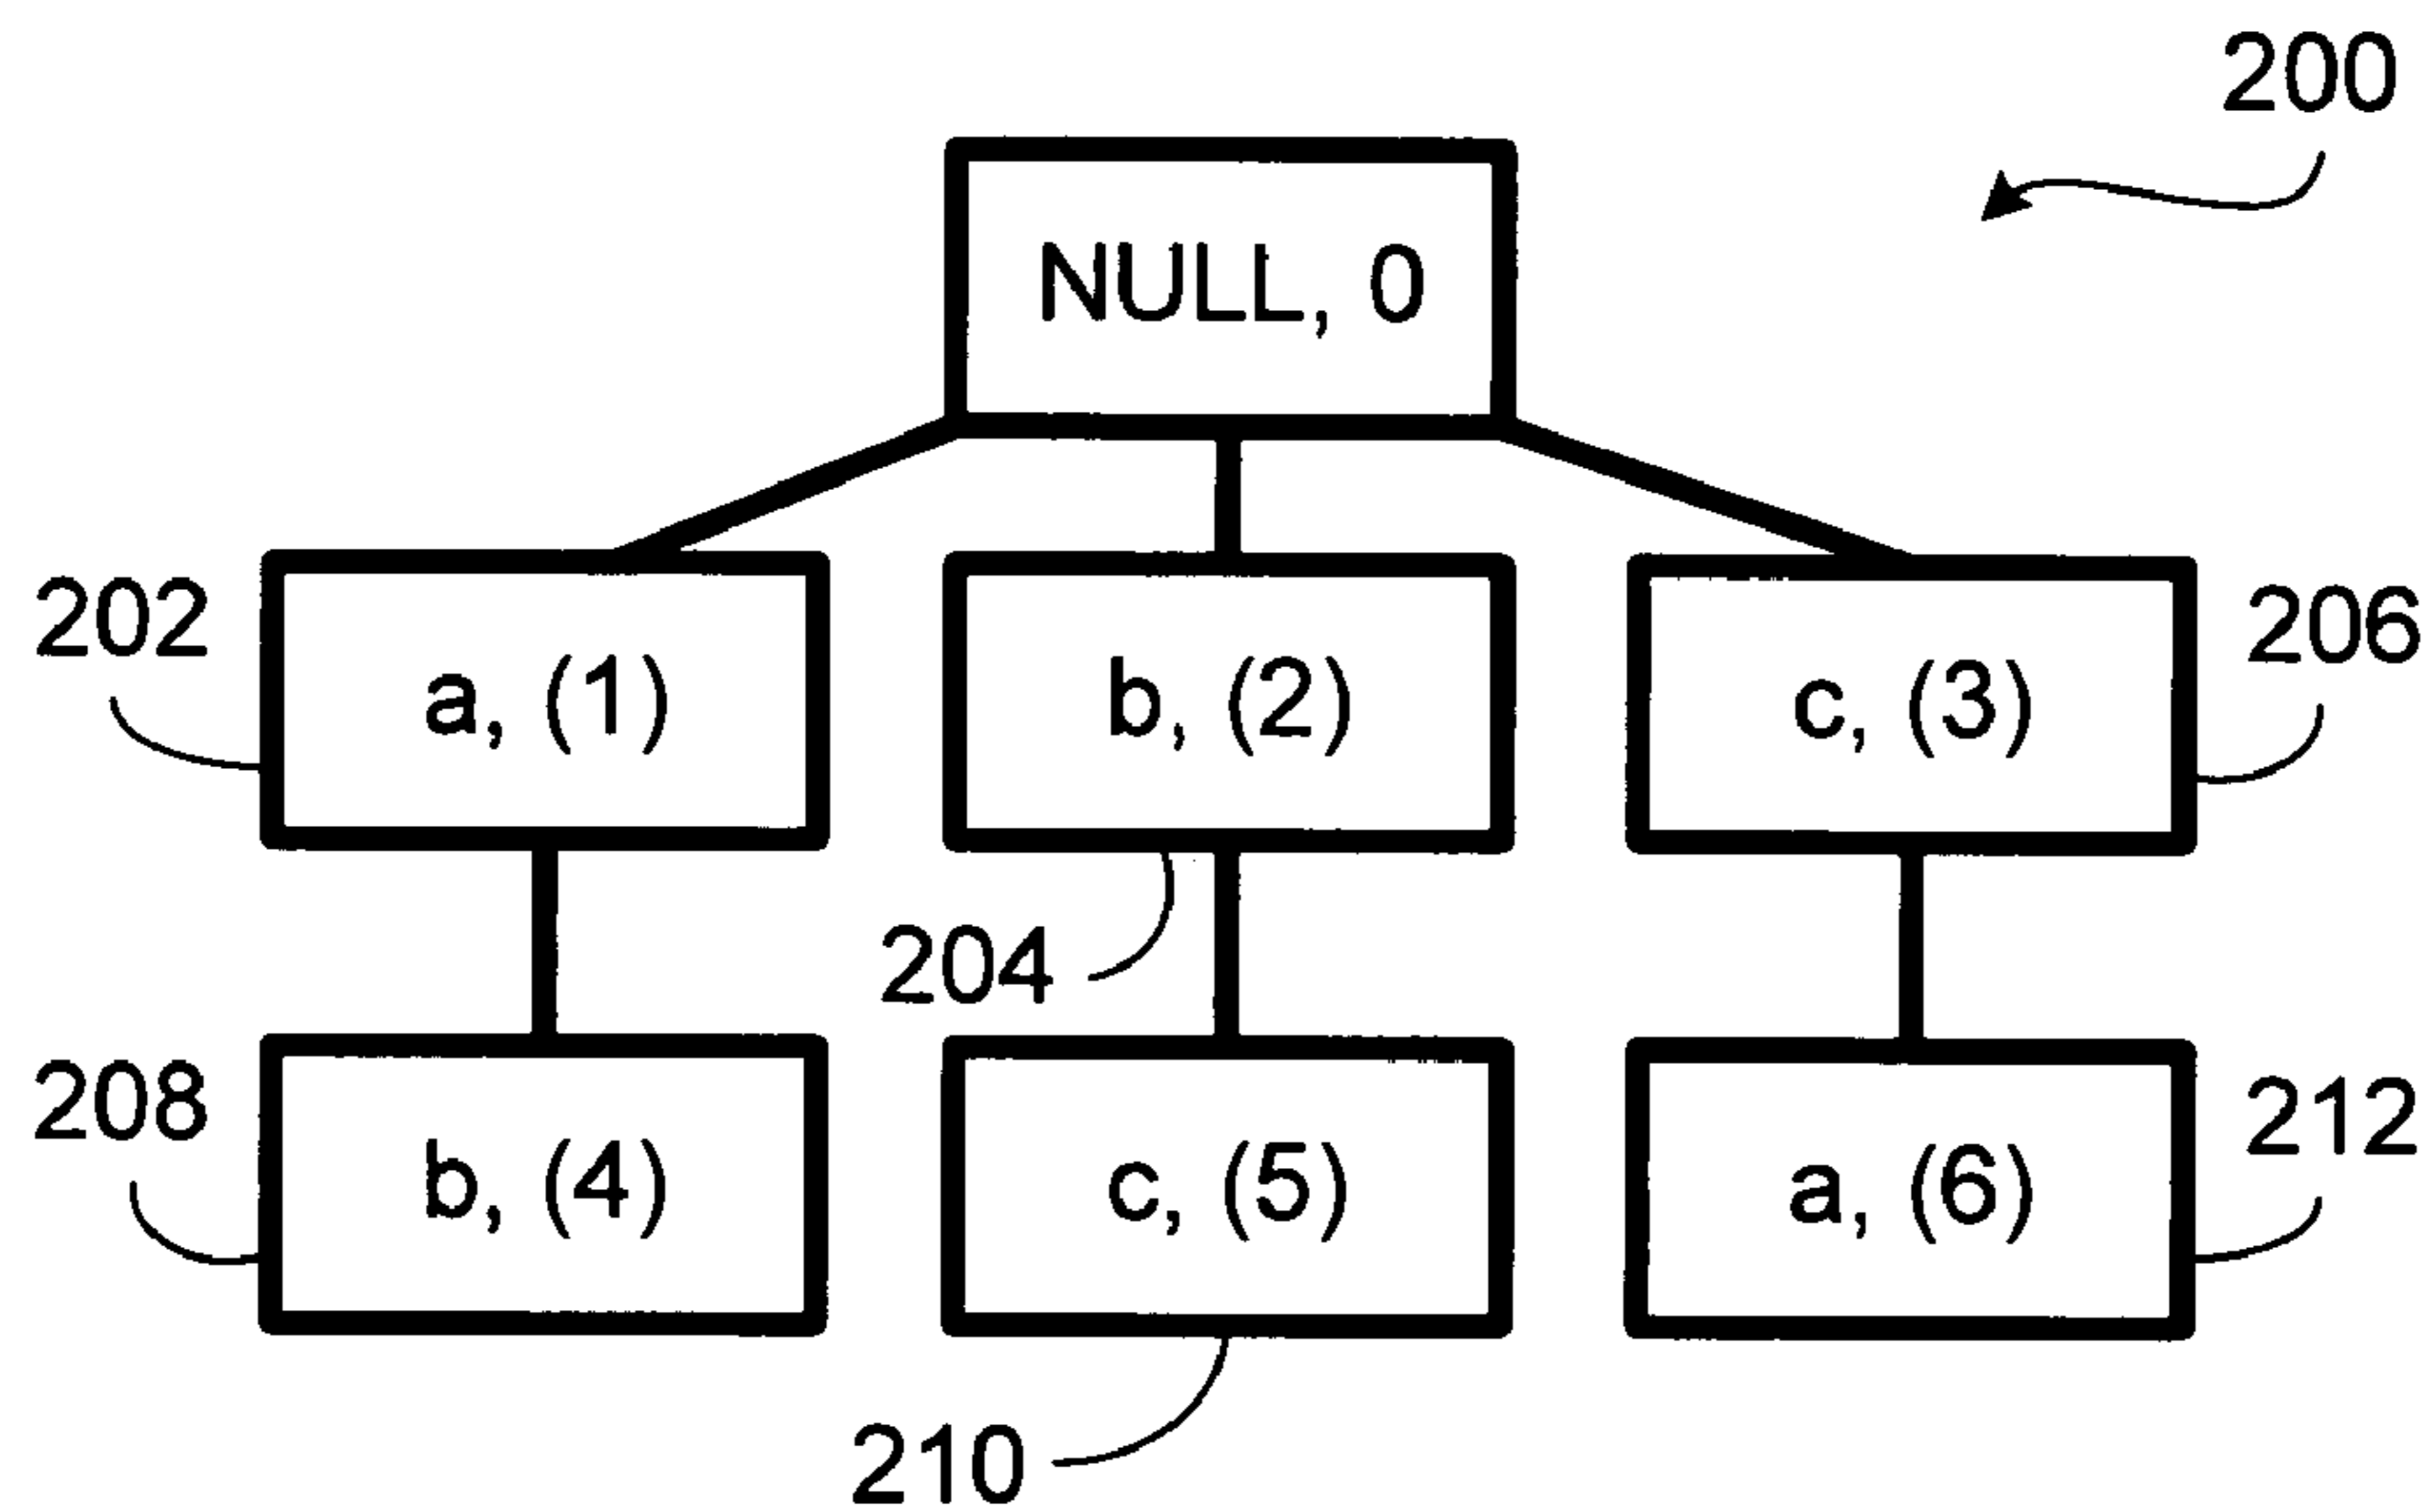 200
NULL, 0
202
a, (1)
b, (2)
c, (3)
206
204
208
b, (4)
c, (5)
a, (6)
212
210